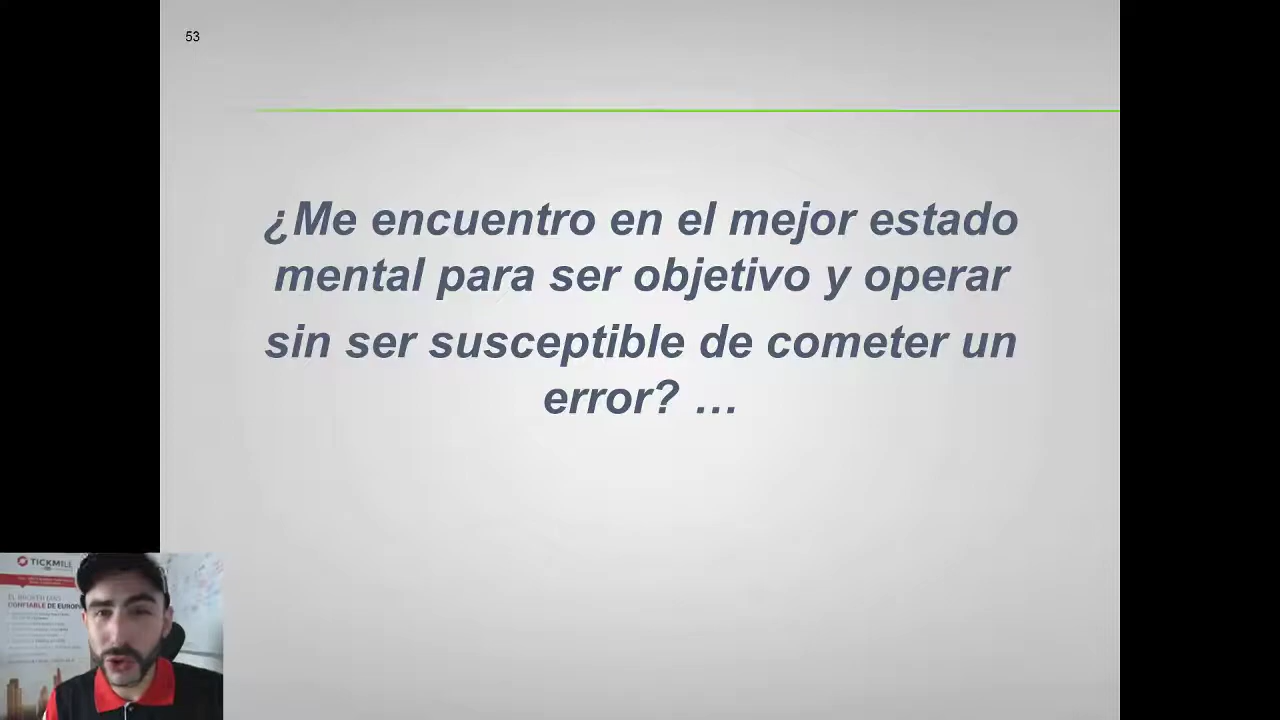 53
¿Me encuentro en el mejor estado
mental para ser objetivo y operar
sin ser susceptible de cometer un
error? …
TICKMILL
EL BRÓKER MÁS
CONFIABLE DE EUROPA